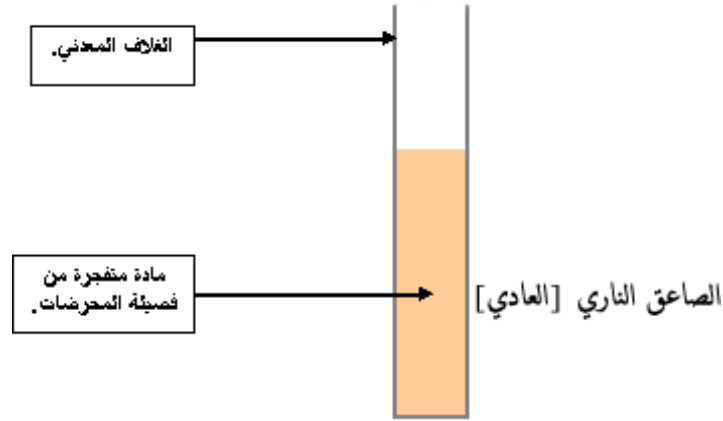 الغلاف المعدني.
مادة متفجرة من
فصيلة المحرضات.
الصاعق الناري [العادي]